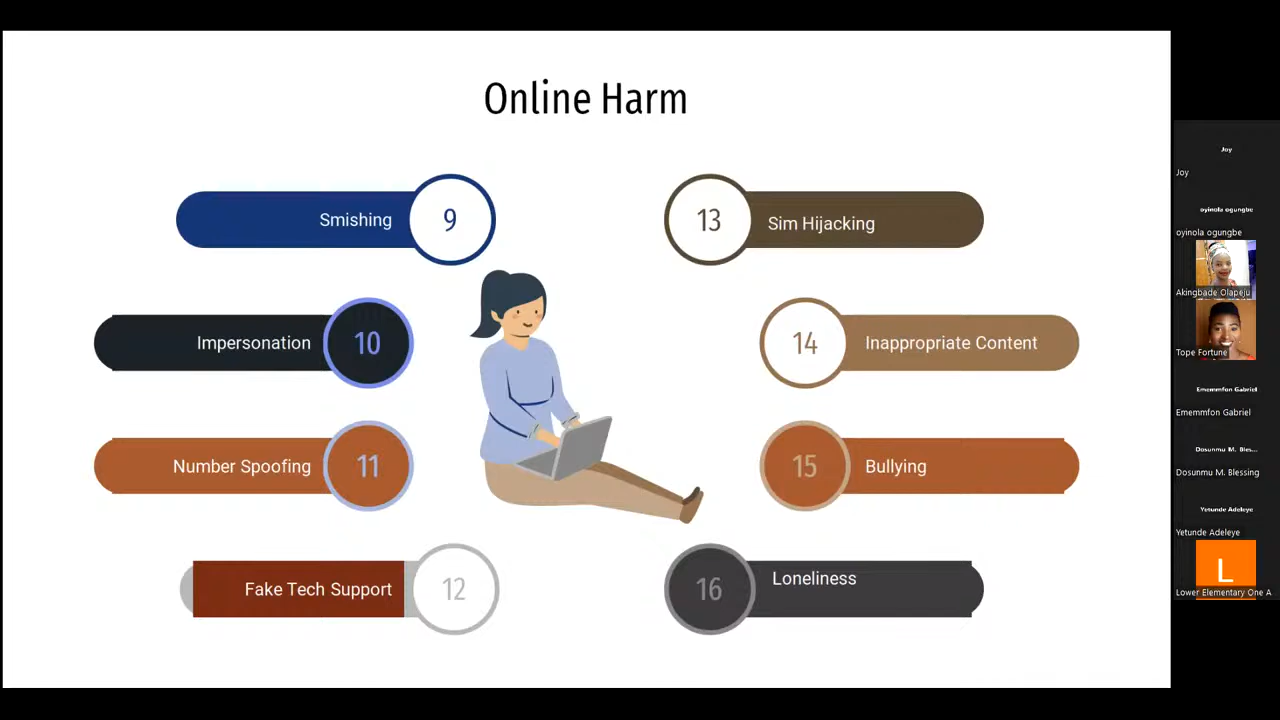 Online Harm
Smishing
9
Impersonation
10
Number Spoofing
11
Fake Tech Support
12
13
Sim Hijacking
14
Inappropriate Content
15
Bullying
16
Loneliness
Joy
Joy
oyinola ogungbe
oyinola ogungbe
Akingbade Olapeju
Tope Fortune
Ememmfon Gabriel
Ememmfon Gabriel
Dosunmu M. Bles...
Dosunmu M. Blessing
Yetunde Adeleye
Yetunde Adeleye
L
Lower Elementary One A